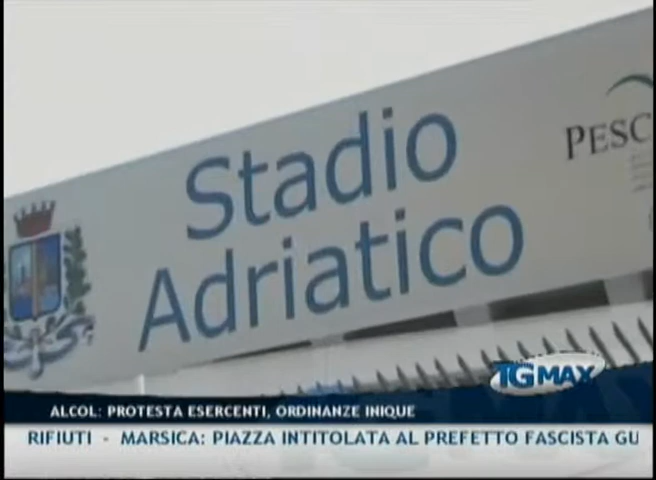 Stadio
Adriatico
PESC
TGMAX
ALCOL: PROTESTA ESERCENTI, ORDINANZE INIQUE
RIFIUTI - MARSICA: PIAZZA INTITOLATA AL PREFETTO FASCISTA GU